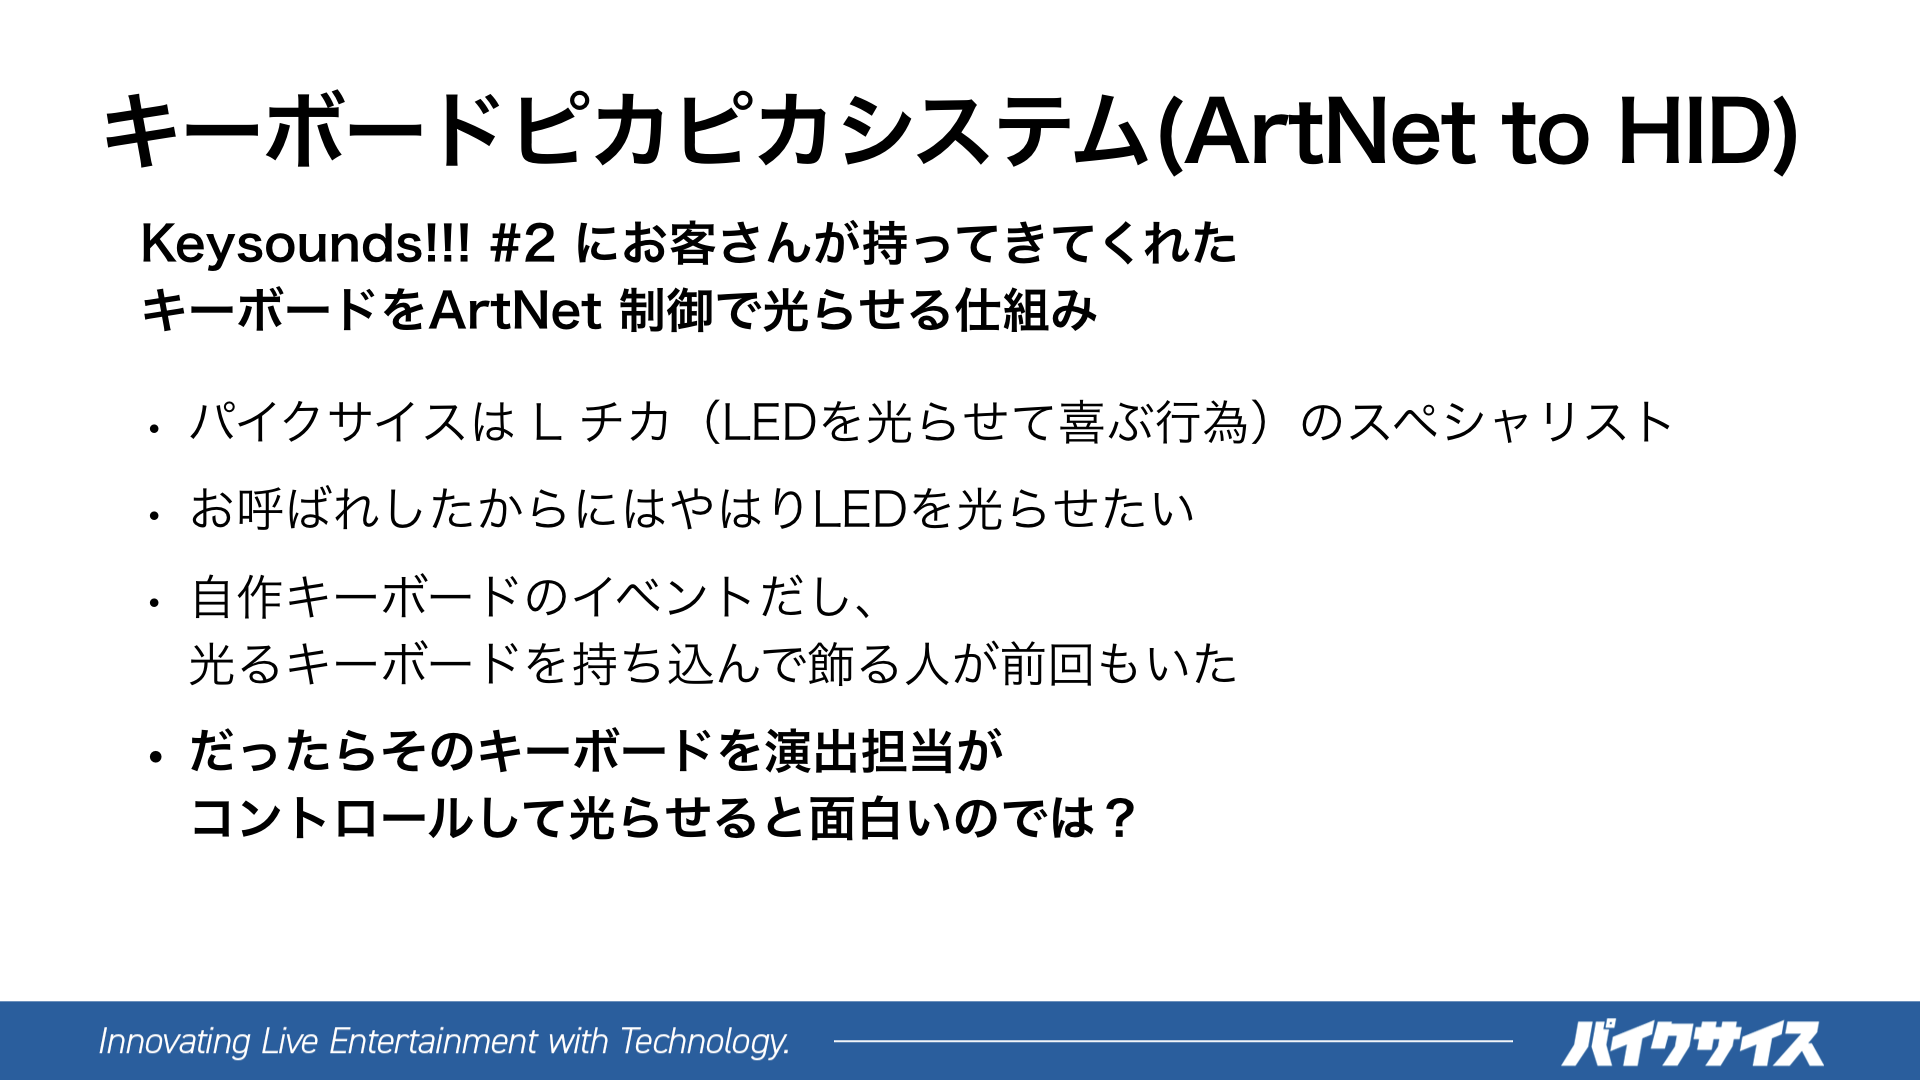 キーボードピカピカシステム(ArtNet to HID)
Keysounds!!! #2 にお客さんが持ってきてくれた
キーボードをArtNet 制御で光らせる仕組み
• パイクサイスは L チカ（LEDを光らせて喜ぶ行為）のスペシャリスト
• お呼ばれしたからにはやはりLEDを光らせたい
• 自作キーボードのイベントだし、
光るキーボードを持ち込んで飾る人が前回もいた
• だったらそのキーボードを演出担当が
コントロールして光らせると面白いのでは？
Innovating Live Entertainment with Technology.
パイクサイス